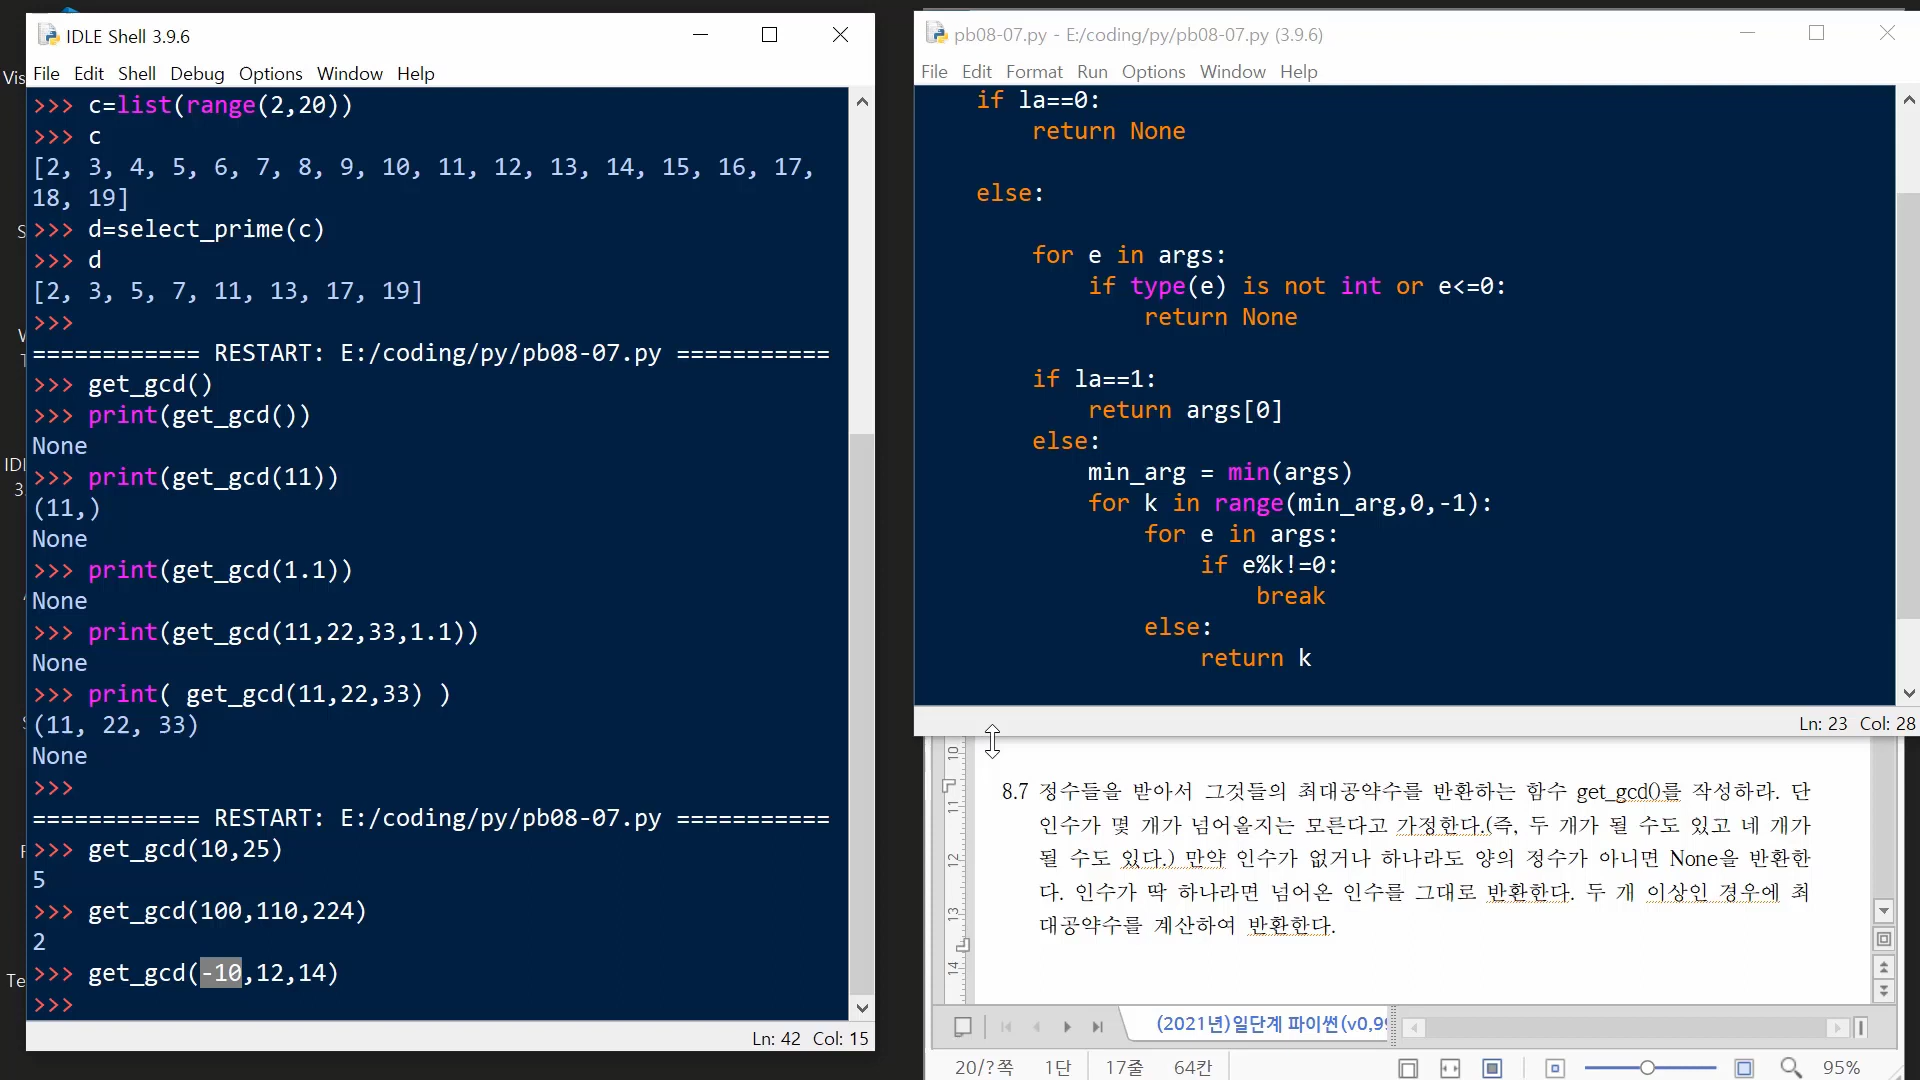 IDLE Shell 3.9.6
File Edit Shell Debug Options Window Help
>>> c=list(range(2,20))
>>> c
[2, 3, 4, 5, 6, 7, 8, 9, 10, 11, 12, 13, 14, 15, 16, 17,
18, 19]
>>> d=select_prime(c)
>>> d
[2, 3, 5, 7, 11, 13, 17, 19]
>>>
============ RESTART: E:/coding/py/pb08-07.py ===========
>>> get_gcd()
>>> print(get_gcd())
None
>>> print(get_gcd(11))
(11,)
None
>>> print(get_gcd(1.1))
None
>>> print(get_gcd(11,22,33,1.1))
None
>>> print( get_gcd(11,22,33) )
(11, 22, 33)
None
>>>
============ RESTART: E:/coding/py/pb08-07.py ===========
>>> get_gcd(10,25)
5
>>> get_gcd(100,110,224)
2
>>> get_gcd(-10,12,14)
>>>
Ln: 42 Col: 15
pb08-07.py - E:/coding/py/pb08-07.py (3.9.6)
File Edit Format Run Options Window Help
if la==0:
return None
else:
for e in args:
if type(e) is not int or e<=0:
return None
if la==1:
return args[0]
else:
min_arg = min(args)
for k in range(min_arg,0,-1):
for e in args:
if e%k!=0:
break
else:
return k
Ln: 23 Col: 28
10
11
12
13
14
8.7 정수들을 받아서 그것들의 최대공약수를 반환하는 함수 get_gcd()를 작성하라. 단
인수가 몇 개가 넘어올지는 모른다고 가정한다.(즉, 두 개가 될 수도 있고 네 개가
될 수도 있다.) 만약 인수가 없거나 하나라도 양의 정수가 아니면 None을 반환한
다. 인수가 딱 하나라면 넘어온 인수를 그대로 반환한다. 두 개 이상인 경우에 최
대공약수를 계산하여 반환한다.
(2021년)일단계 파이썬(v0,99
20/?쪽 1단 17줄 64칸 95%
Vis
IDI
3
Te